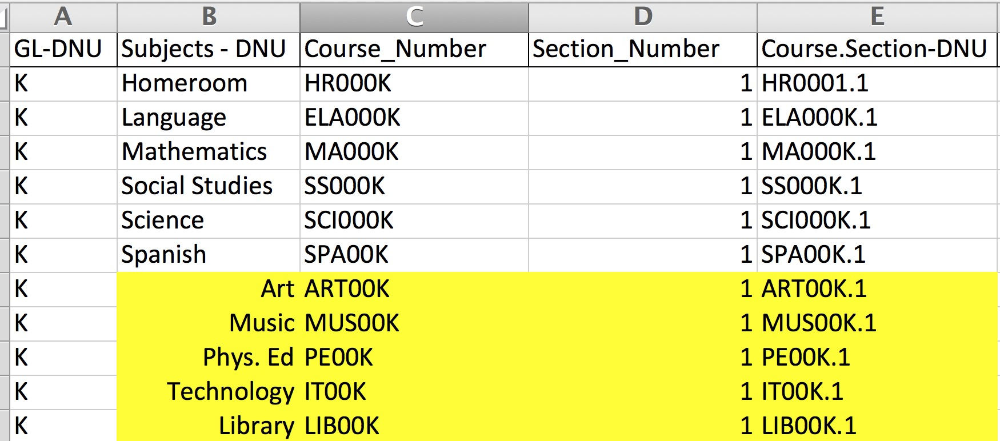 A B C D E
GL-DNU Subjects - DNU Course_Number Section_Number Course.Section-DNU
K Homeroom HR000K 1 HR0001.1
K Language ELA000K 1 ELA000K.1
K Mathematics MA000K 1 MA000K.1
K Social Studies SS000K 1 SS000K.1
K Science SCI000K 1 SCI000K.1
K Spanish SPA00K 1 SPA00K.1
K Art ART00K 1 ART00K.1
K Music MUS00K 1 MUS00K.1
K Phys. Ed PE00K 1 PE00K.1
K Technology IT00K 1 IT00K.1
K Library LIB00K 1 LIB00K.1